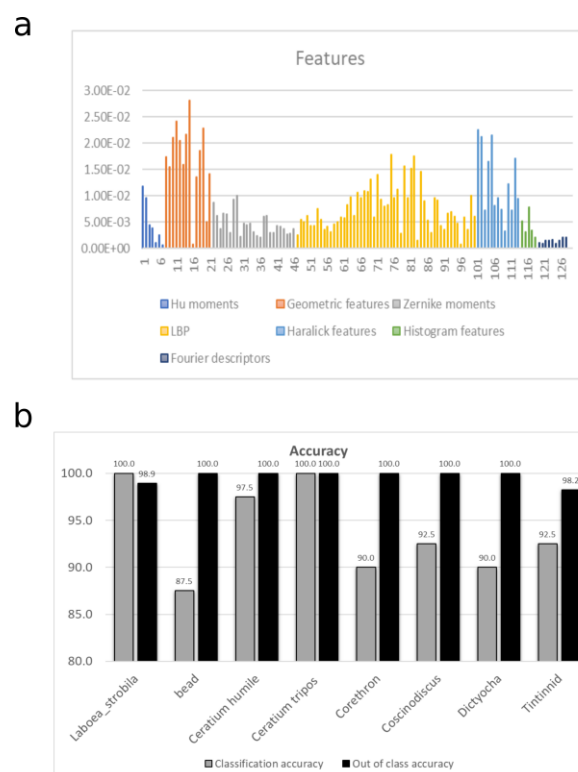 a
Features
3.00E-02
2.50E-02
2.00E-02
1.50E-02
1.00E-02
5.00E-03
0.00E+00
1 6 11 16 21 26 31 36 41 46 51 56 61 66 71 76 81 86 91 96 101 106 111 116 121 126
Hu moments Geometric features Zernike moments
LBP Haralick features Histogram features
Fourier descriptors
b
Accuracy
100.0 98.9 100.0 100.0 100.0 100.0 100.0 100.0 100.0 98.2
97.5 92.5 92.5
90.0 90.0
87.5
100.0
95.0
90.0
85.0
80.0
Laboea_strobila bead Ceratium humile Ceratium tripos Corethron Coscinodiscus Dictyocha Tintinnid
Classification accuracy Out of class accuracy